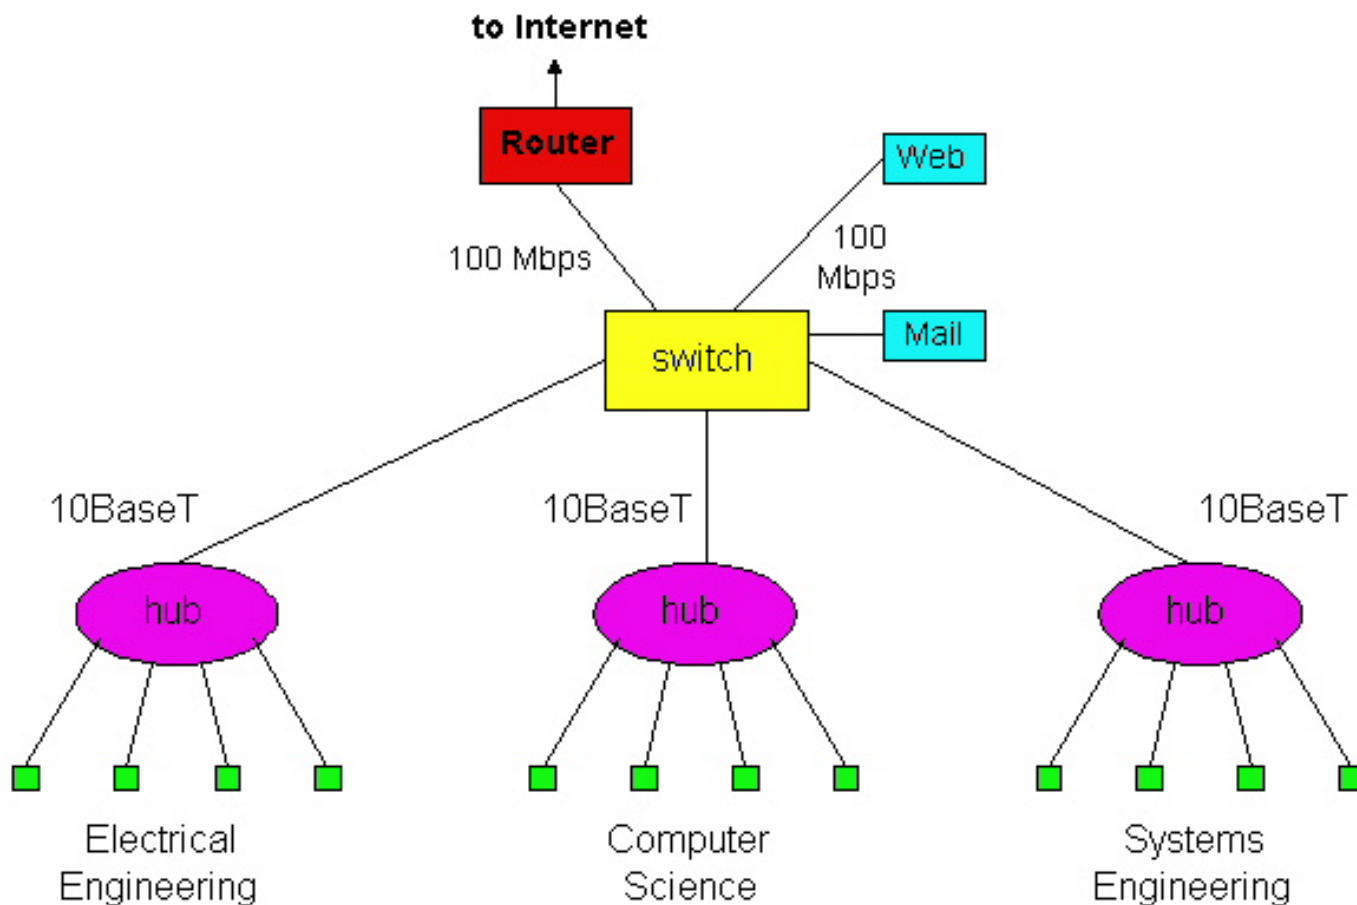 to Internet
Router
Web
100 Mbps
100
Mbps
switch
Mail
10BaseT
10BaseT
10BaseT
hub
hub
hub
Electrical
Engineering
Computer
Science
Systems
Engineering